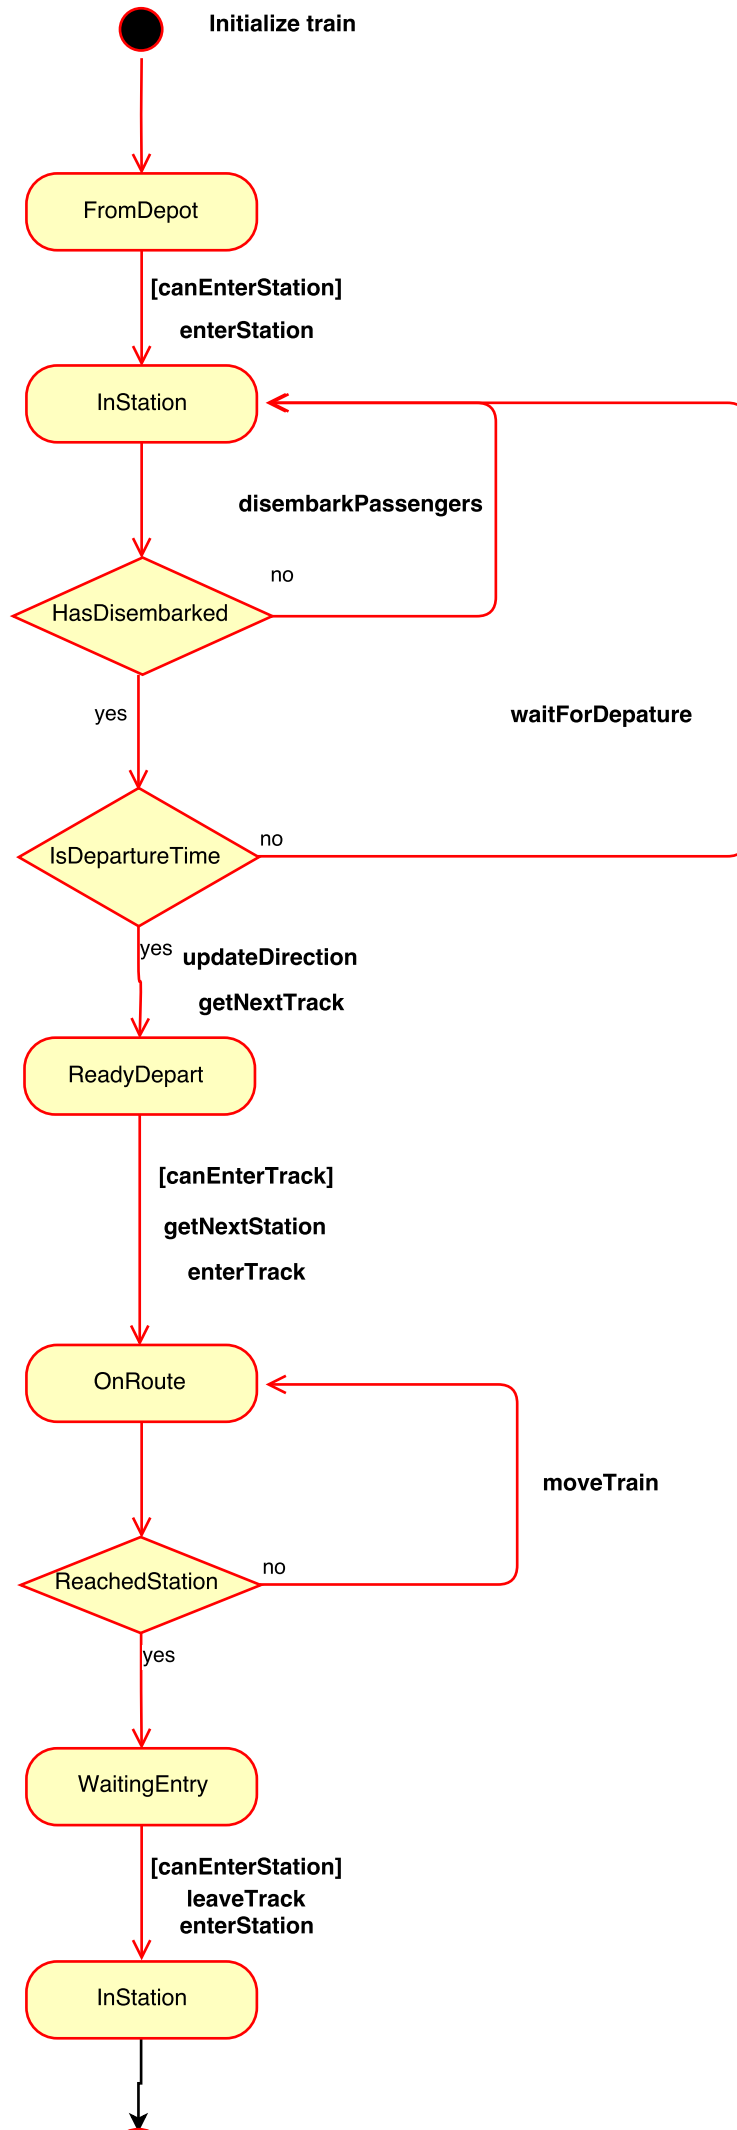 Initialize train
FromDepot
[canEnterStation]
enterStation
InStation
disembarkPassengers
no
HasDisembarked
yes
waitForDepature
no
IsDepartureTime
yes
updateDirection
getNextTrack
ReadyDepart
[canEnterTrack]
getNextStation
enterTrack
OnRoute
moveTrain
no
ReachedStation
yes
WaitingEntry
[canEnterStation]
leaveTrack
enterStation
InStation